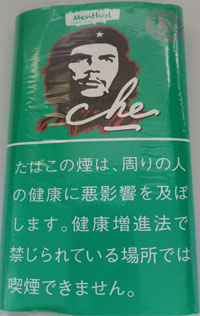 Menthol
che
たばこの煙は、周りの人
の健康に悪影響を及ぼ
します。健康増進法で
禁じられている場所では
喫煙できません。